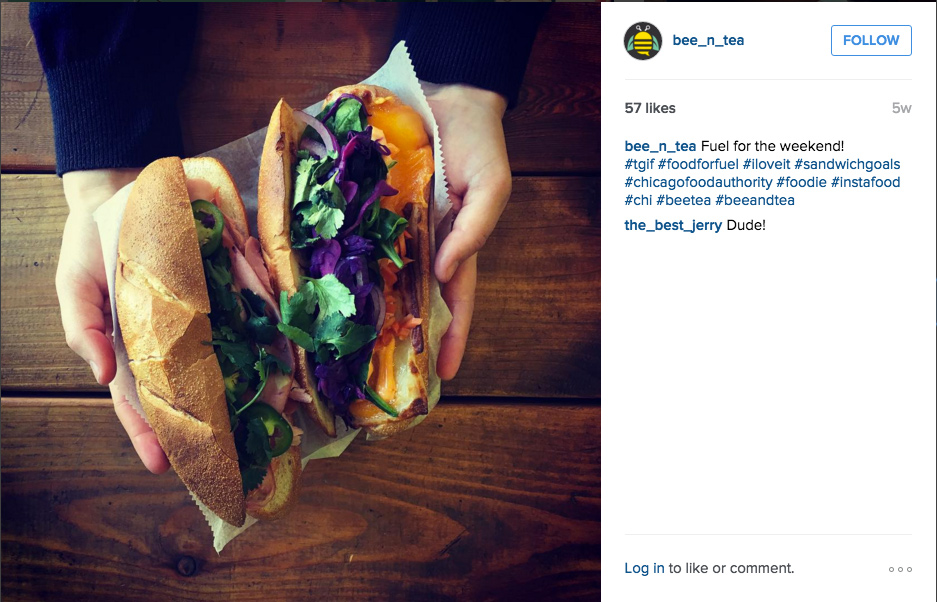 bee_n_tea
FOLLOW
57 likes
5w
bee_n_tea Fuel for the weekend!
#tgif #foodforfuel #iloveit #sandwichgoals
#chicagofoodauthority #foodie #instafood
#chi #beetea #beeandtea
the_best_jerry Dude!
Log in to like or comment.